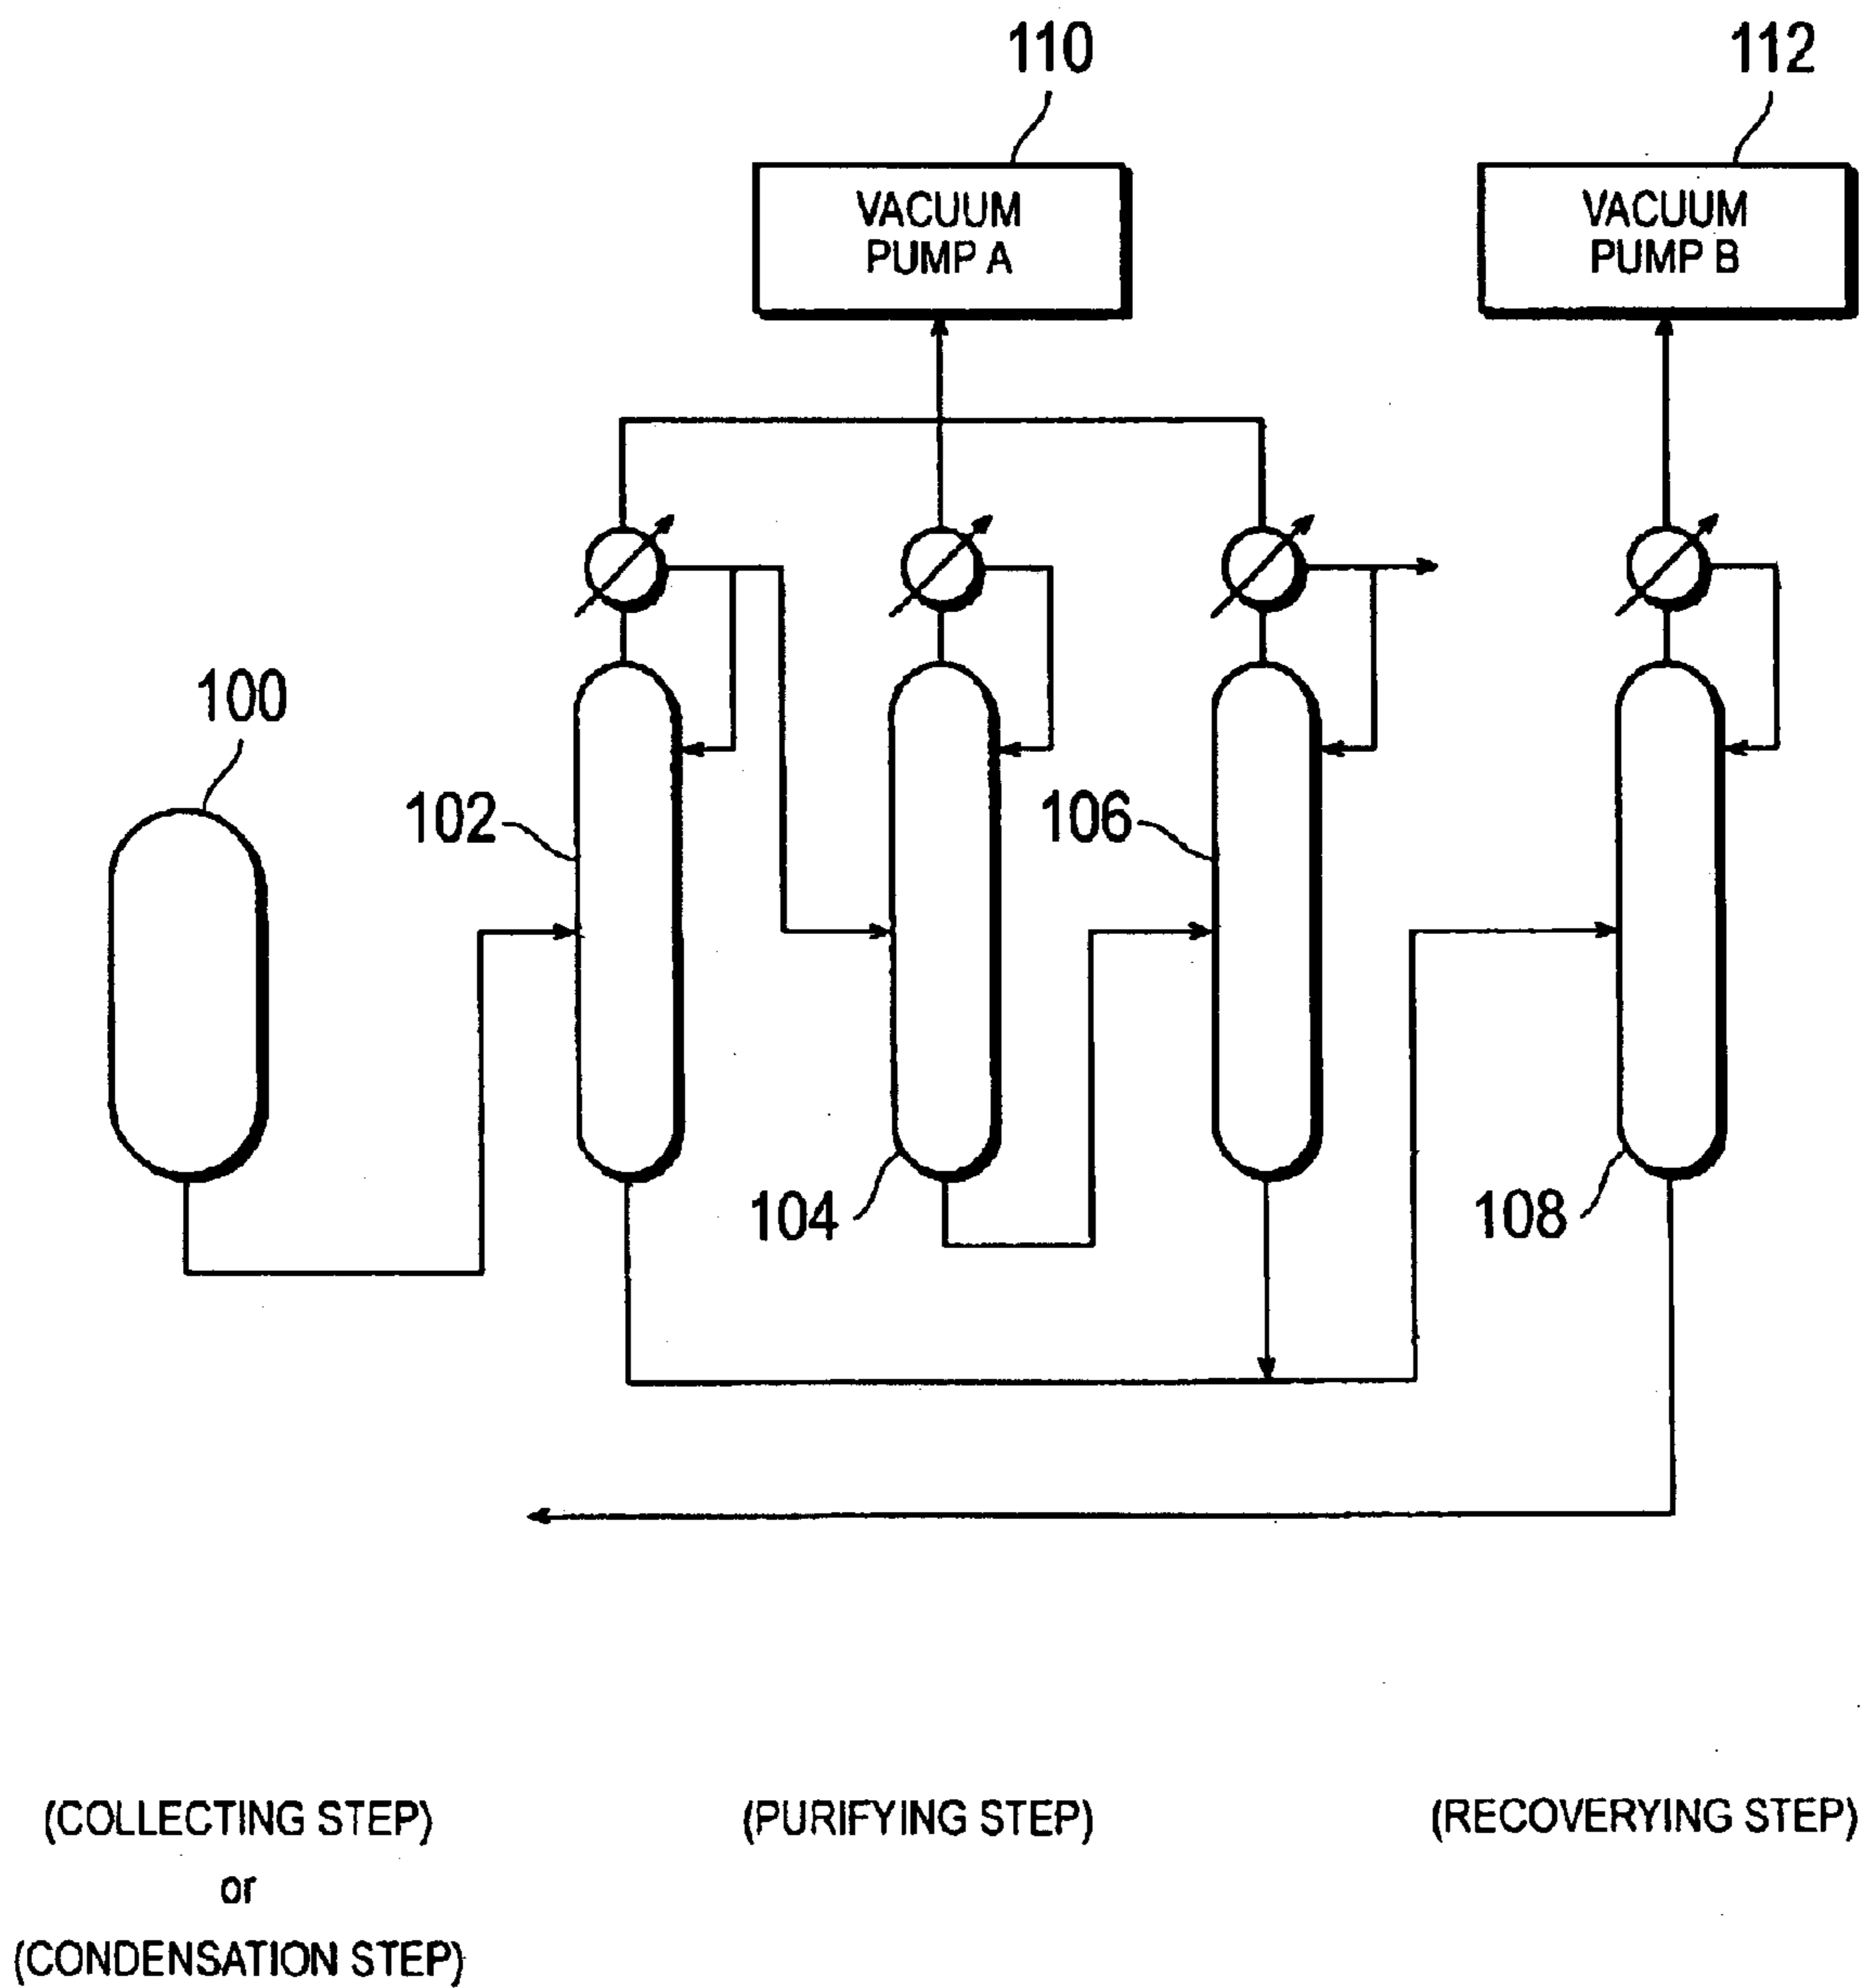 110
112
VACUUM
PUMP A
VACUUM
PUMP B
100
102
106
104
108
(COLLECTING STEP)
or
(CONDENSATION STEP)
(PURIFYING STEP)
(RECOVERYING STEP)